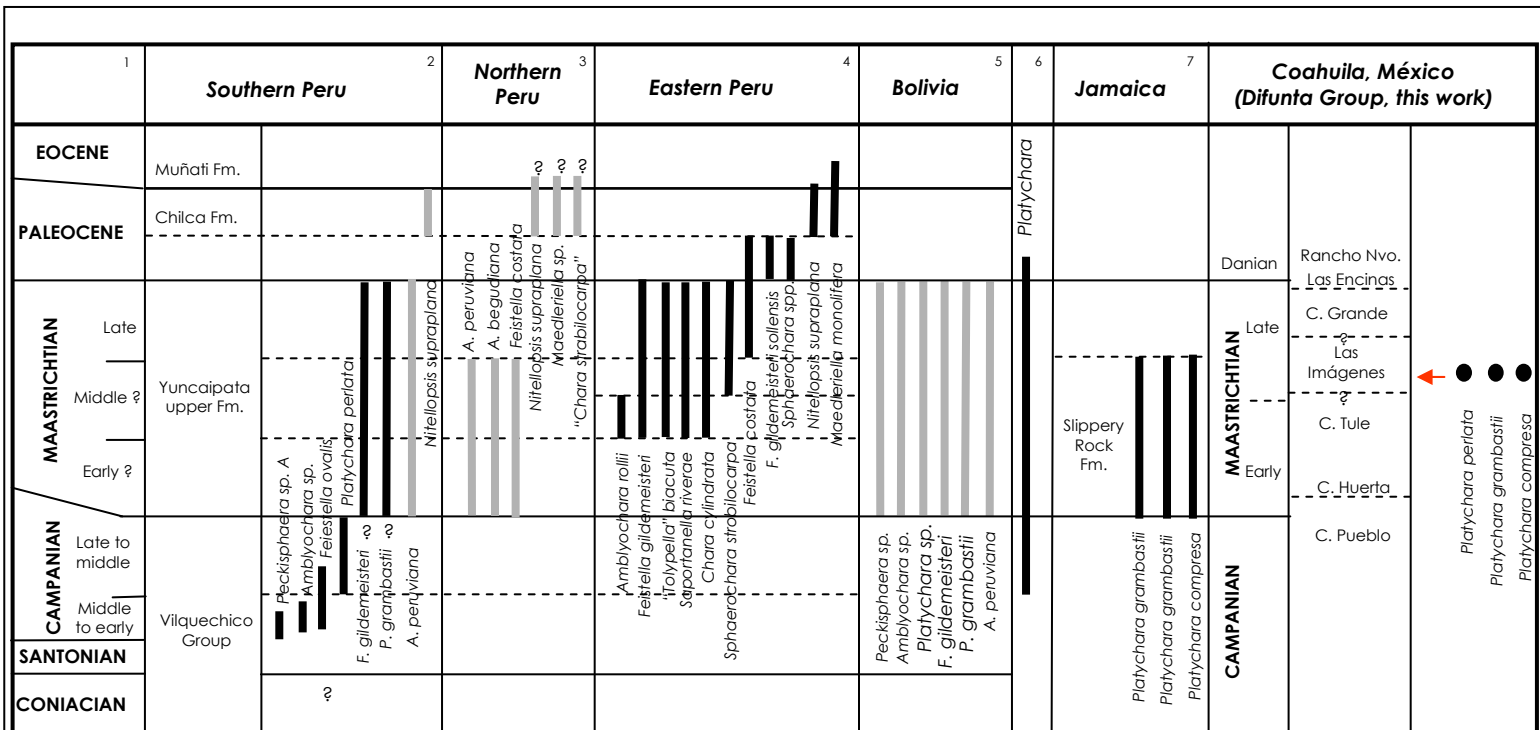 1
Southern Peru
2
Northern
Peru
3
Eastern Peru
4
Bolivia
5
6
Jamaica
7
Coahuila, México
(Difunta Group, this work)
EOCENE
PALEOCENE
MAASTRICHTIAN
Late
Middle ?
Early ?
CAMPANIAN
Late to
middle
Middle
to early
SANTONIAN
CONIACIAN
Muñati Fm.
Chilca Fm.
Yuncaipata
upper Fm.
Vilquechico
Group
Peckisphaera sp. A
Amblyochara sp.
Feiestella ovalis
Platychara perlata
F. gildemeisteri ?
P. grambastii ?
A. peruviana
Nitellopsis supraplana
?
A. peruviana
A. begudiana
Feistella costata
Nitellopsis supraplana
?
Maedleriella sp.
?
“Chara strabilocarpa”
?
Amblyochara rollii
Feistella gildemeisteri
“Tolypella” biacuta
Saportanella riverae
Chara cylindrata
Sphaerochara strobilocarpa
Feistella costata
F. gildemeisteri sollensis
Sphaerochara spp.
Nitellopsis supraplana
Maedleriella monolifera
Peckisphaera sp.
Amblyochara sp.
Platychara sp.
F. gildemeisteri
P. grambastii
A. peruviana
Platychara
Slippery
Rock
Fm.
Platychara grambastii
Platychara grambastii
Platychara compresa
Danian
MAASTRICHTIAN
Late
Early
CAMPANIAN
Rancho Nvo.
Las Encinas
C. Grande
?
Las
Imágenes
?
C. Tule
C. Huerta
C. Pueblo
Platychara perlata
Platychara grambastii
Platychara compresa